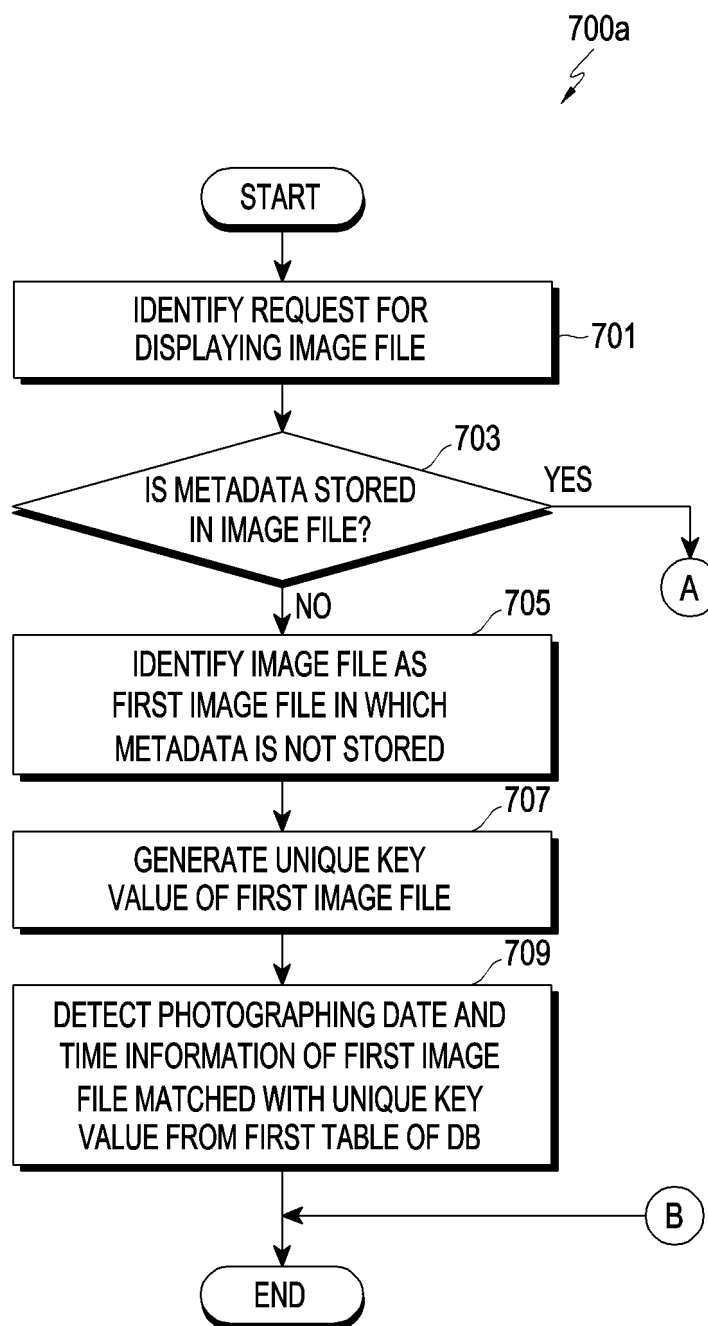 700a
START
IDENTIFY REQUEST FOR
DISPLAYING IMAGE FILE
701
703
IS METADATA STORED
IN IMAGE FILE?
YES
A
NO
705
IDENTIFY IMAGE FILE AS
FIRST IMAGE FILE IN WHICH
METADATA IS NOT STORED
707
GENERATE UNIQUE KEY
VALUE OF FIRST IMAGE FILE
709
DETECT PHOTOGRAPHING DATE AND
TIME INFORMATION OF FIRST IMAGE
FILE MATCHED WITH UNIQUE KEY
VALUE FROM FIRST TABLE OF DB
B
END